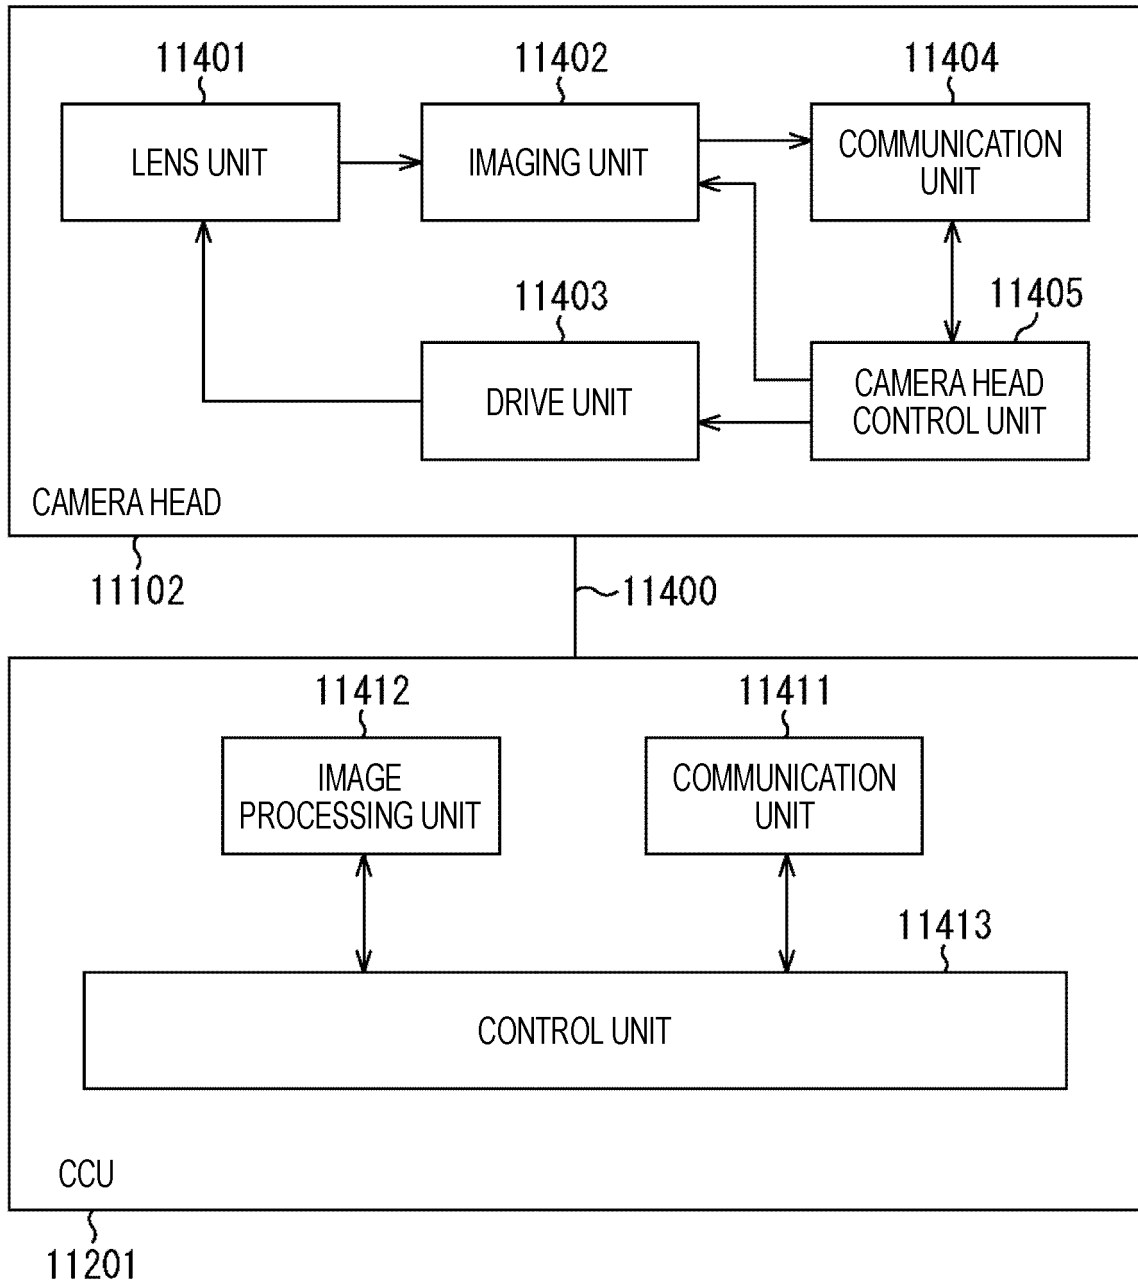 11401
11402
11404
LENS UNIT
IMAGING UNIT
COMMUNICATION
UNIT
11403
11405
DRIVE UNIT
CAMERA HEAD
CONTROL UNIT
CAMERA HEAD
11102
11400
11412
11411
IMAGE
PROCESSING UNIT
COMMUNICATION
UNIT
11413
CONTROL UNIT
CCU
11201